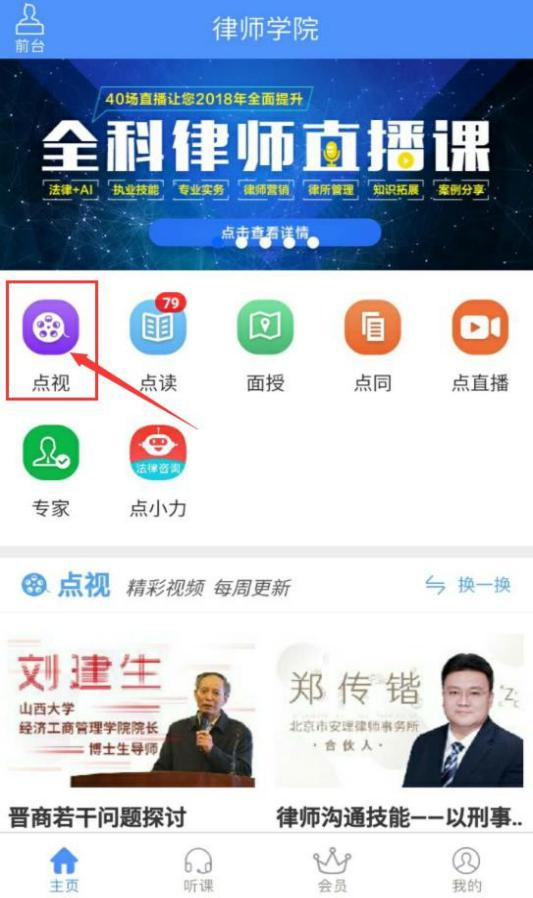 前台
律师学院
40场直播让您2018年全面提升
全科律师直播课
法律+AI 执业技能 专业实务 律师营销 律所管理 知识拓展 案例分享
点击查看详情
79
点视 点读 面授 点同 点直播
法律咨询
专家 点小力
点视 精彩视频 每周更新 换一换
刘建生
山西大学
经济工商管理学院院长
博士生导师
郑传锴
北京市安理律师事务所
·合伙人·
晋商若干问题探讨 律师沟通技能——以刑事..
主页 听课 会员 我的